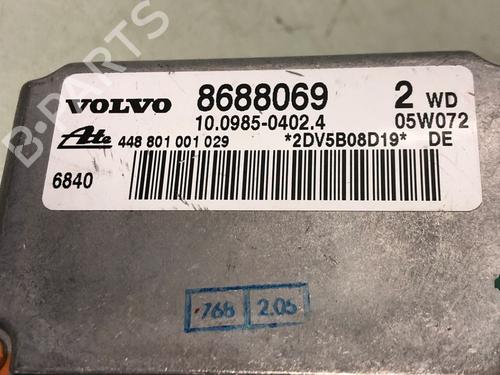 B-PARTS
VOLVO 8688069 2 WD
10.0985-0402.4 05W072
Ate 448 801 001 029 *2DV5B08D19* DE
6840
.768 2.05